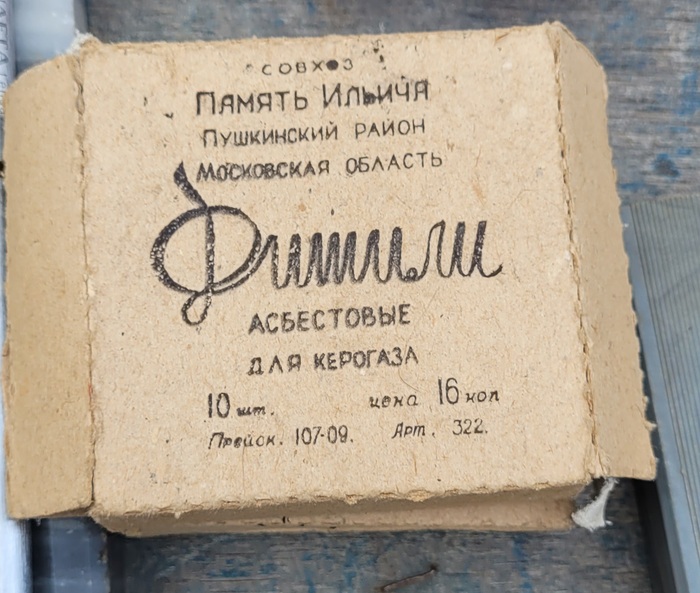 СОВХОЗ
ПАМЯТЬ ИЛЬИЧА
ПУШКИНСКИЙ РАЙОН
МОСКОВСКАЯ ОБЛАСТЬ
Фитили
АСБЕСТОВЫЕ
ДЛЯ КЕРОГАЗА
10 шт. цена 16 коп
Прейск. 107-09. Арт. 322.